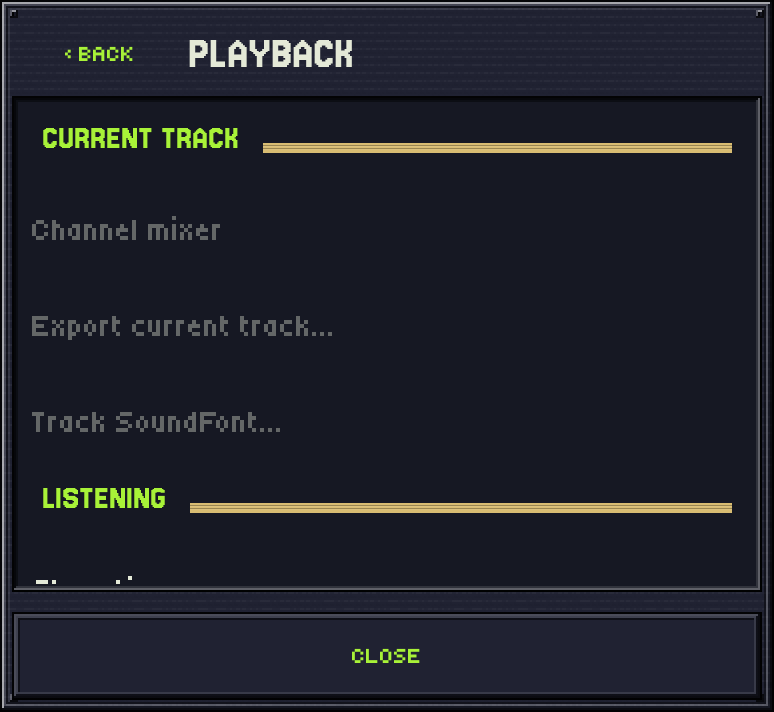 ‹ BACK
PLAYBACK
CURRENT TRACK
Channel mixer
Export current track...
Track SoundFont...
LISTENING
CLOSE